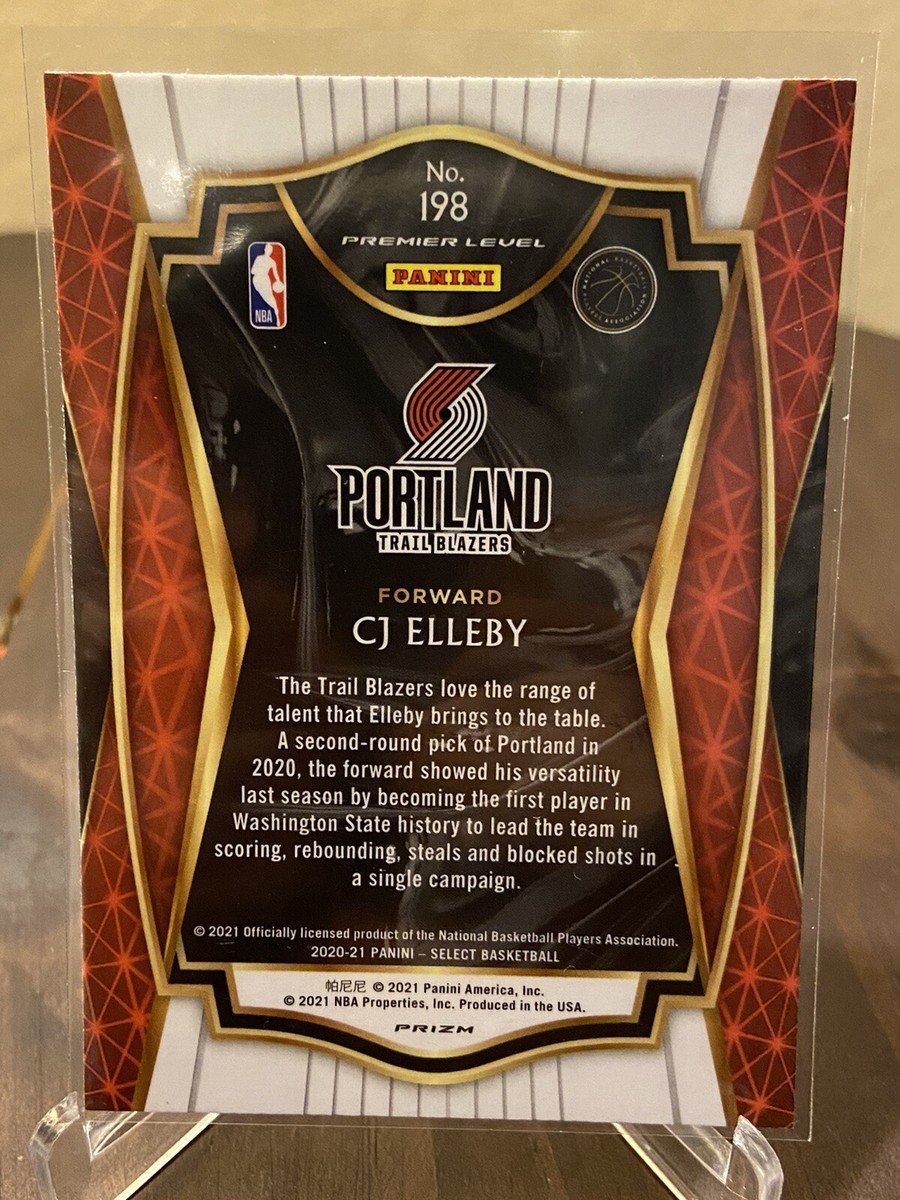 No.
198
PREMIER LEVEL
PANINI
NBA
NATIONAL BASKETBALL
PLAYERS ASSOCIATION
PORTLAND
TRAIL BLAZERS
FORWARD
CJ ELLEBY
The Trail Blazers love the range of
talent that Elleby brings to the table.
A second-round pick of Portland in
2020, the forward showed his versatility
last season by becoming the first player in
Washington State history to lead the team in
scoring, rebounding, steals and blocked shots in
a single campaign.
© 2021 Officially licensed product of the National Basketball Players Association.
2020-21 PANINI – SELECT BASKETBALL
帕尼尼 © 2021 Panini America, Inc.
© 2021 NBA Properties, Inc. Produced in the USA.
PRIZM